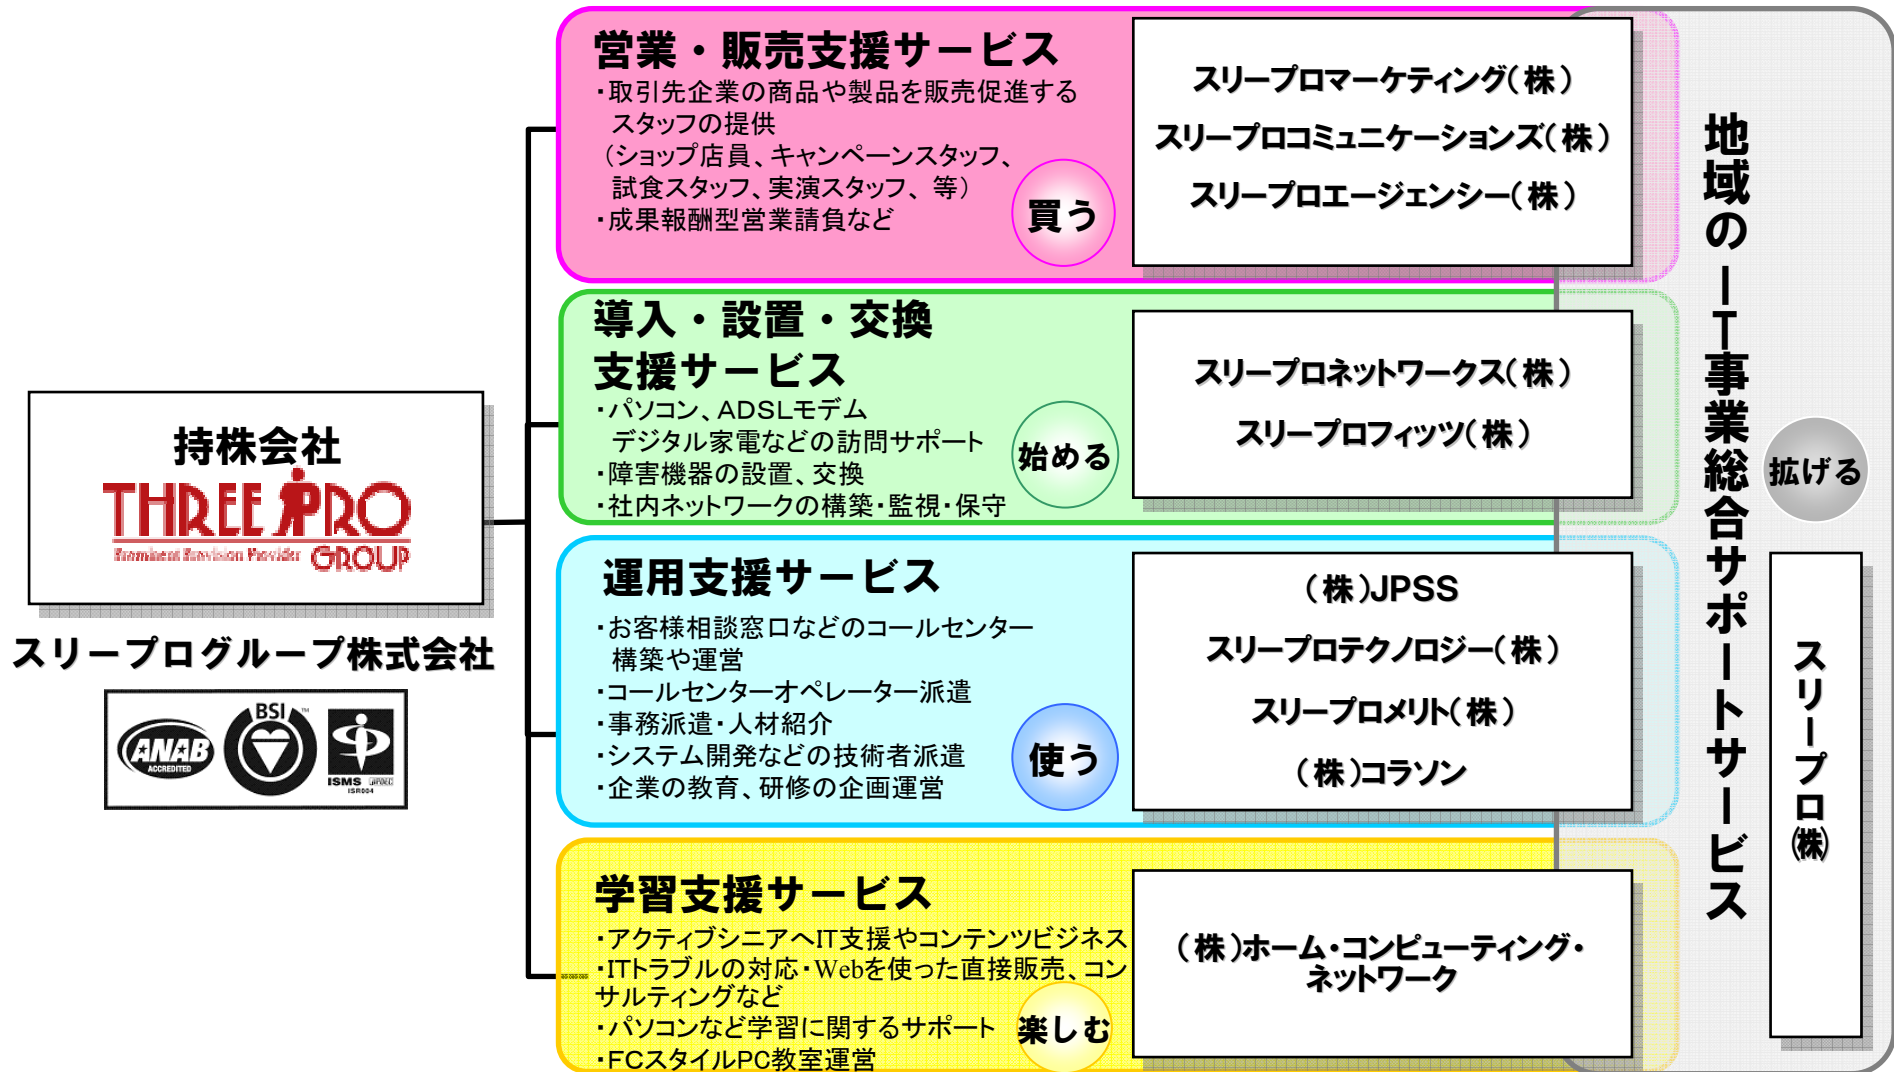 持株会社
THREE PRO
Prominent Provision Provider GROUP
スリープログループ株式会社
ANAB
ACCREDITED
BSI
TM
ISMS
ISR004
営業・販売支援サービス
・取引先企業の商品や製品を販売促進する
スタッフの提供
（ショップ店員、キャンペーンスタッフ、
試食スタッフ、実演スタッフ、等）
・成果報酬型営業請負など
買う
スリープロマーケティング（株）
スリープロコミュニケーションズ（株）
スリープロエージェンシー（株）
導入・設置・交換
支援サービス
・パソコン、ADSLモデム
デジタル家電などの訪問サポート
・障害機器の設置、交換
・社内ネットワークの構築・監視・保守
始める
スリープロネットワークス（株）
スリープロフィッツ（株）
運用支援サービス
・お客様相談窓口などのコールセンター
構築や運営
・コールセンターオペレーター派遣
・事務派遣・人材紹介
・システム開発などの技術者派遣
・企業の教育、研修の企画運営
使う
（株）JPSS
スリープロテクノロジー（株）
スリープロメリト（株）
（株）コラソン
学習支援サービス
・アクティブシニアへIT支援やコンテンツビジネス
・ITトラブルの対応・Webを使った直接販売、コン
サルティングなど
・パソコンなど学習に関するサポート
・FCスタイルPC教室運営
楽しむ
（株）ホーム・コンピューティング・
ネットワーク
地域のIT事業総合サポートサービス
拡げる
スリープロ（株）